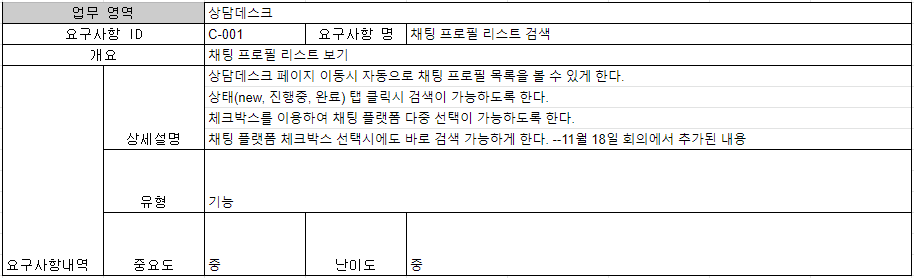 업무 영역 상담데스크
요구사항 ID C-001 요구사항 명 채팅 프로필 리스트 검색
개요 채팅 프로필 리스트 보기
상담데스크 페이지 이동시 자동으로 채팅 프로필 목록을 볼 수 있게 한다.
상태(new, 진행중, 완료) 탭 클릭시 검색이 가능하도록 한다.
체크박스를 이용하여 채팅 플랫폼 다중 선택이 가능하도록 한다.
상세설명 채팅 플랫폼 체크박스 선택시에도 바로 검색 가능하게 한다. --11월 18일 회의에서 추가된 내용
유형 기능
요구사항내역 중요도 중 난이도 중